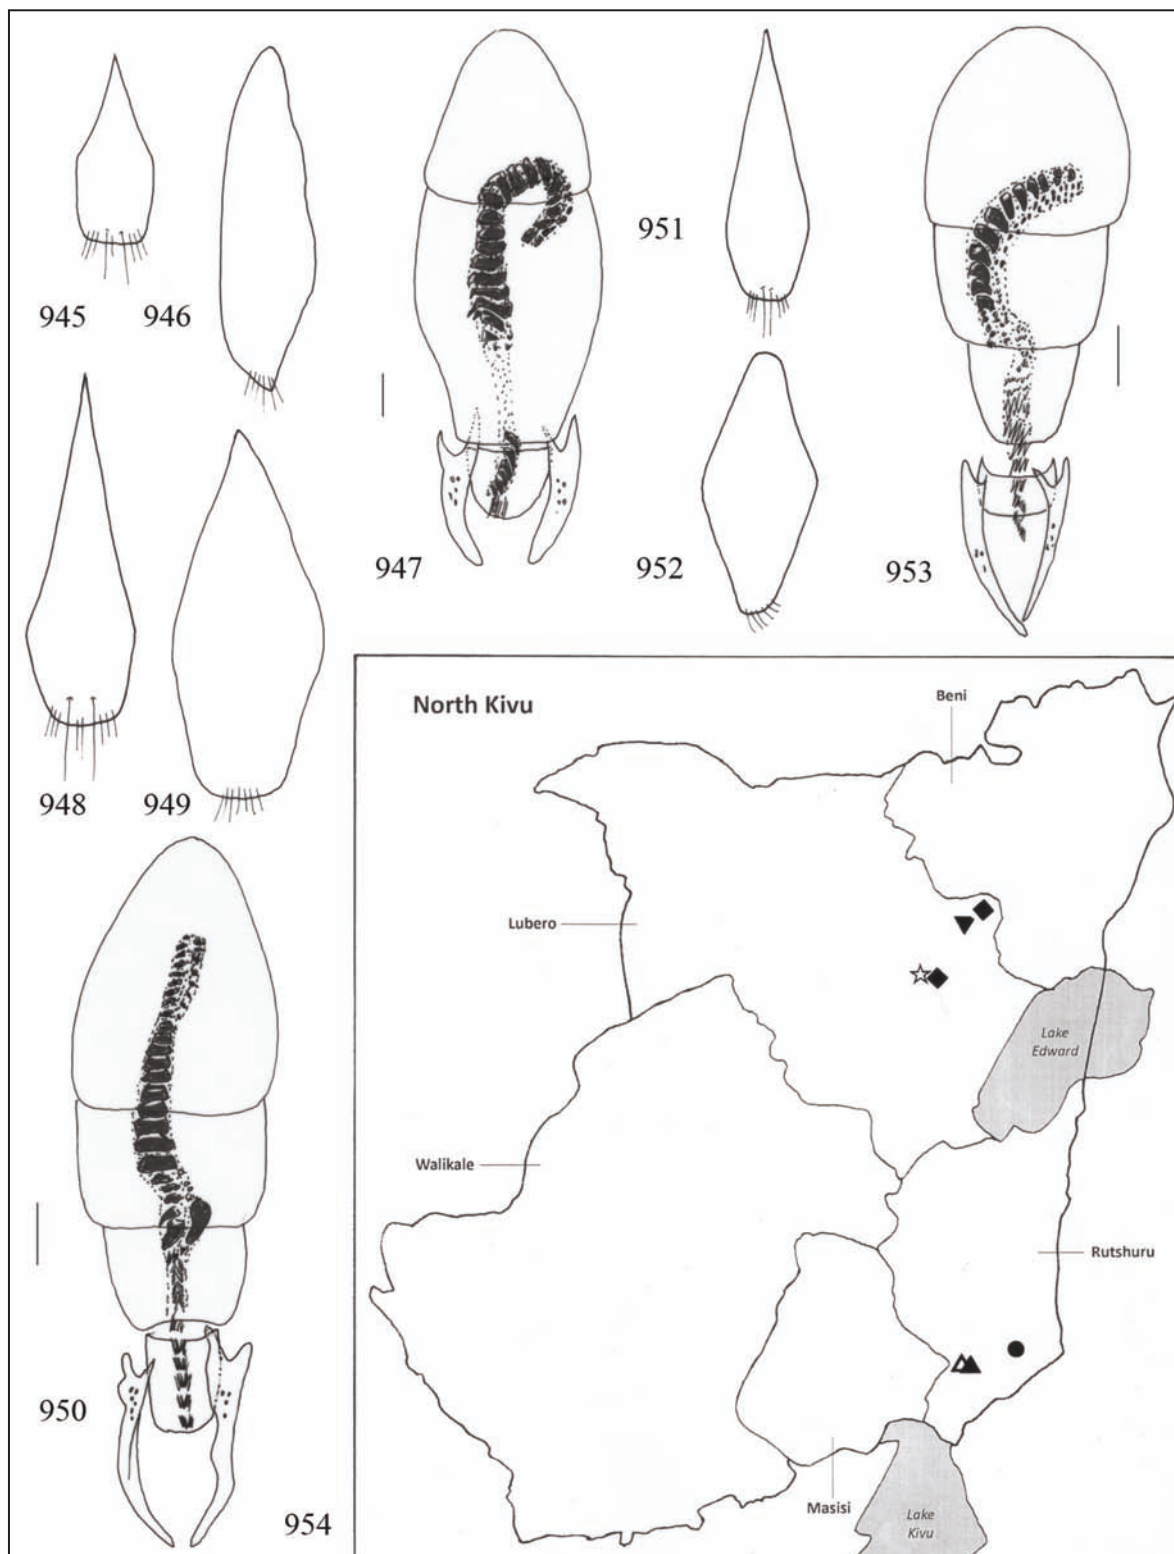 945
946
947
951
952
953
948
949
950
954
North Kivu
Beni
Lubero
Lake
Edward
Walikale
Rutshuru
Masisi
Lake
Kivu